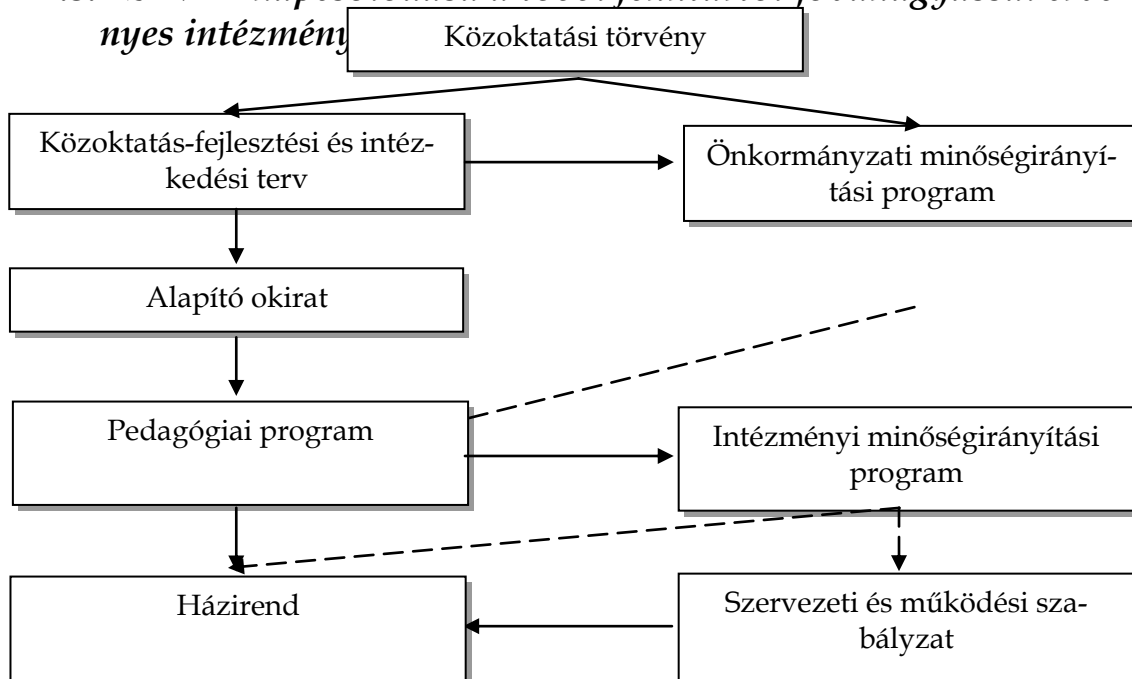 nyes intézmény
Közoktatási törvény
Közoktatás-fejlesztési és intéz-
kedési terv
Önkormányzati minőségirányí-
tási program
Alapító okirat
Pedagógiai program
Intézményi minőségirányítási
program
Házirend
Szervezeti és működési sza-
bályzat